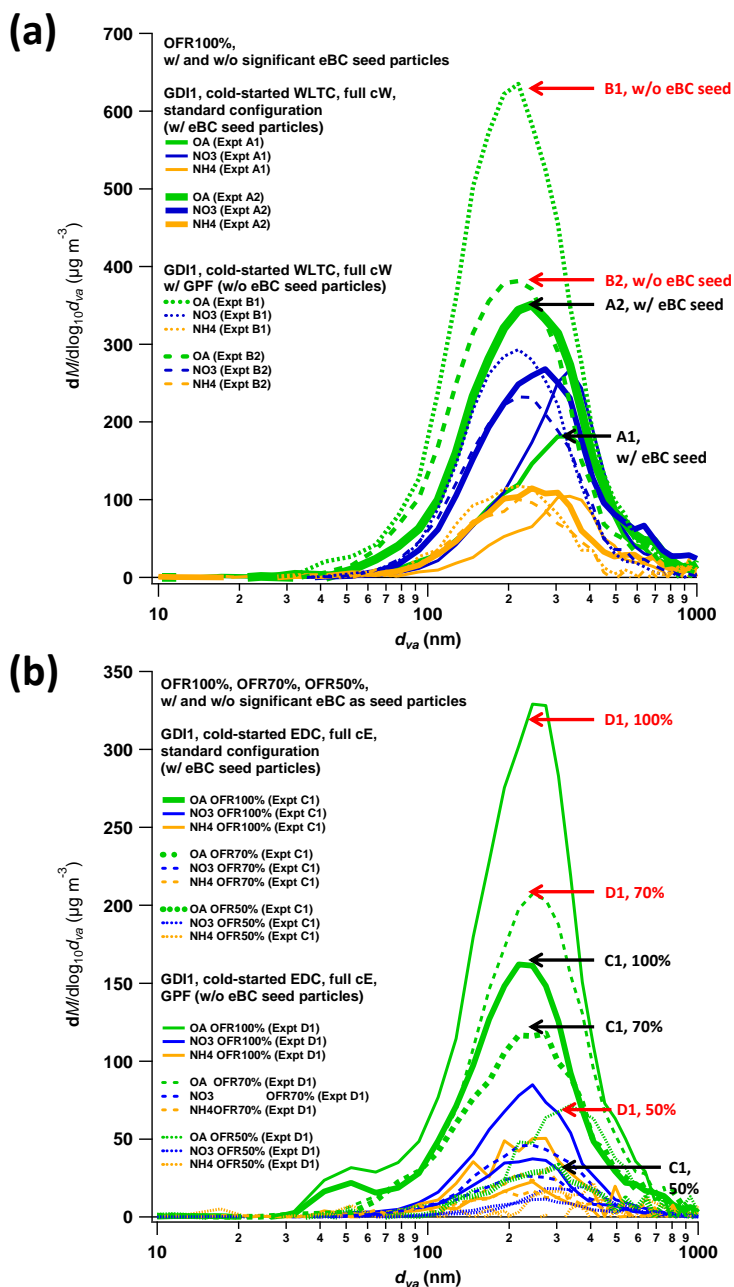 (a)
700
600
500
400
300
200
100
0
dM/dlog10dva (µg m-3)
OFR100%,
w/ and w/o significant eBC seed particles
GDI1, cold-started WLTC, full cW,
standard configuration
(w/ eBC seed particles)
OA (Expt A1)
NO3 (Expt A1)
NH4 (Expt A1)
OA (Expt A2)
NO3 (Expt A2)
NH4 (Expt A2)
GDI1, cold-started WLTC, full cW
w/ GPF (w/o eBC seed particles)
OA (Expt B1)
NO3 (Expt B1)
NH4 (Expt B1)
OA (Expt B2)
NO3 (Expt B2)
NH4 (Expt B2)
B1, w/o eBC seed
B2, w/o eBC seed
A2, w/ eBC seed
A1,
w/ eBC seed
10 2 3 4 5 6 7 8 9 100 2 3 4 5 6 7 8 9 1000
dva (nm)
(b)
350
300
250
200
150
100
50
0
dM/dlog10dva (µg m-3)
OFR100%, OFR70%, OFR50%,
w/ and w/o significant eBC as seed particles
GDI1, cold-started EDC, full cE,
standard configuration
(w/ eBC seed particles)
OA OFR100% (Expt C1)
NO3 OFR100% (Expt C1)
NH4 OFR100% (Expt C1)
OA OFR70% (Expt C1)
NO3 OFR70% (Expt C1)
NH4 OFR70% (Expt C1)
OA OFR50% (Expt C1)
NO3 OFR50% (Expt C1)
NH4 OFR50% (Expt C1)
GDI1, cold-started EDC, full cE,
GPF (w/o eBC seed particles)
OA OFR100% (Expt D1)
NO3 OFR100% (Expt D1)
NH4 OFR100% (Expt D1)
OA OFR70% (Expt D1)
NO3 OFR70% (Expt D1)
NH4OFR70% (Expt D1)
OA OFR50% (Expt D1)
NO3 OFR50% (Expt D1)
NH4 OFR50% (Expt D1)
D1, 100%
D1, 70%
C1, 100%
C1, 70%
D1, 50%
C1,
50%
10 2 3 4 5 6 7 8 9 100 2 3 4 5 6 7 8 9 1000
dva (nm)